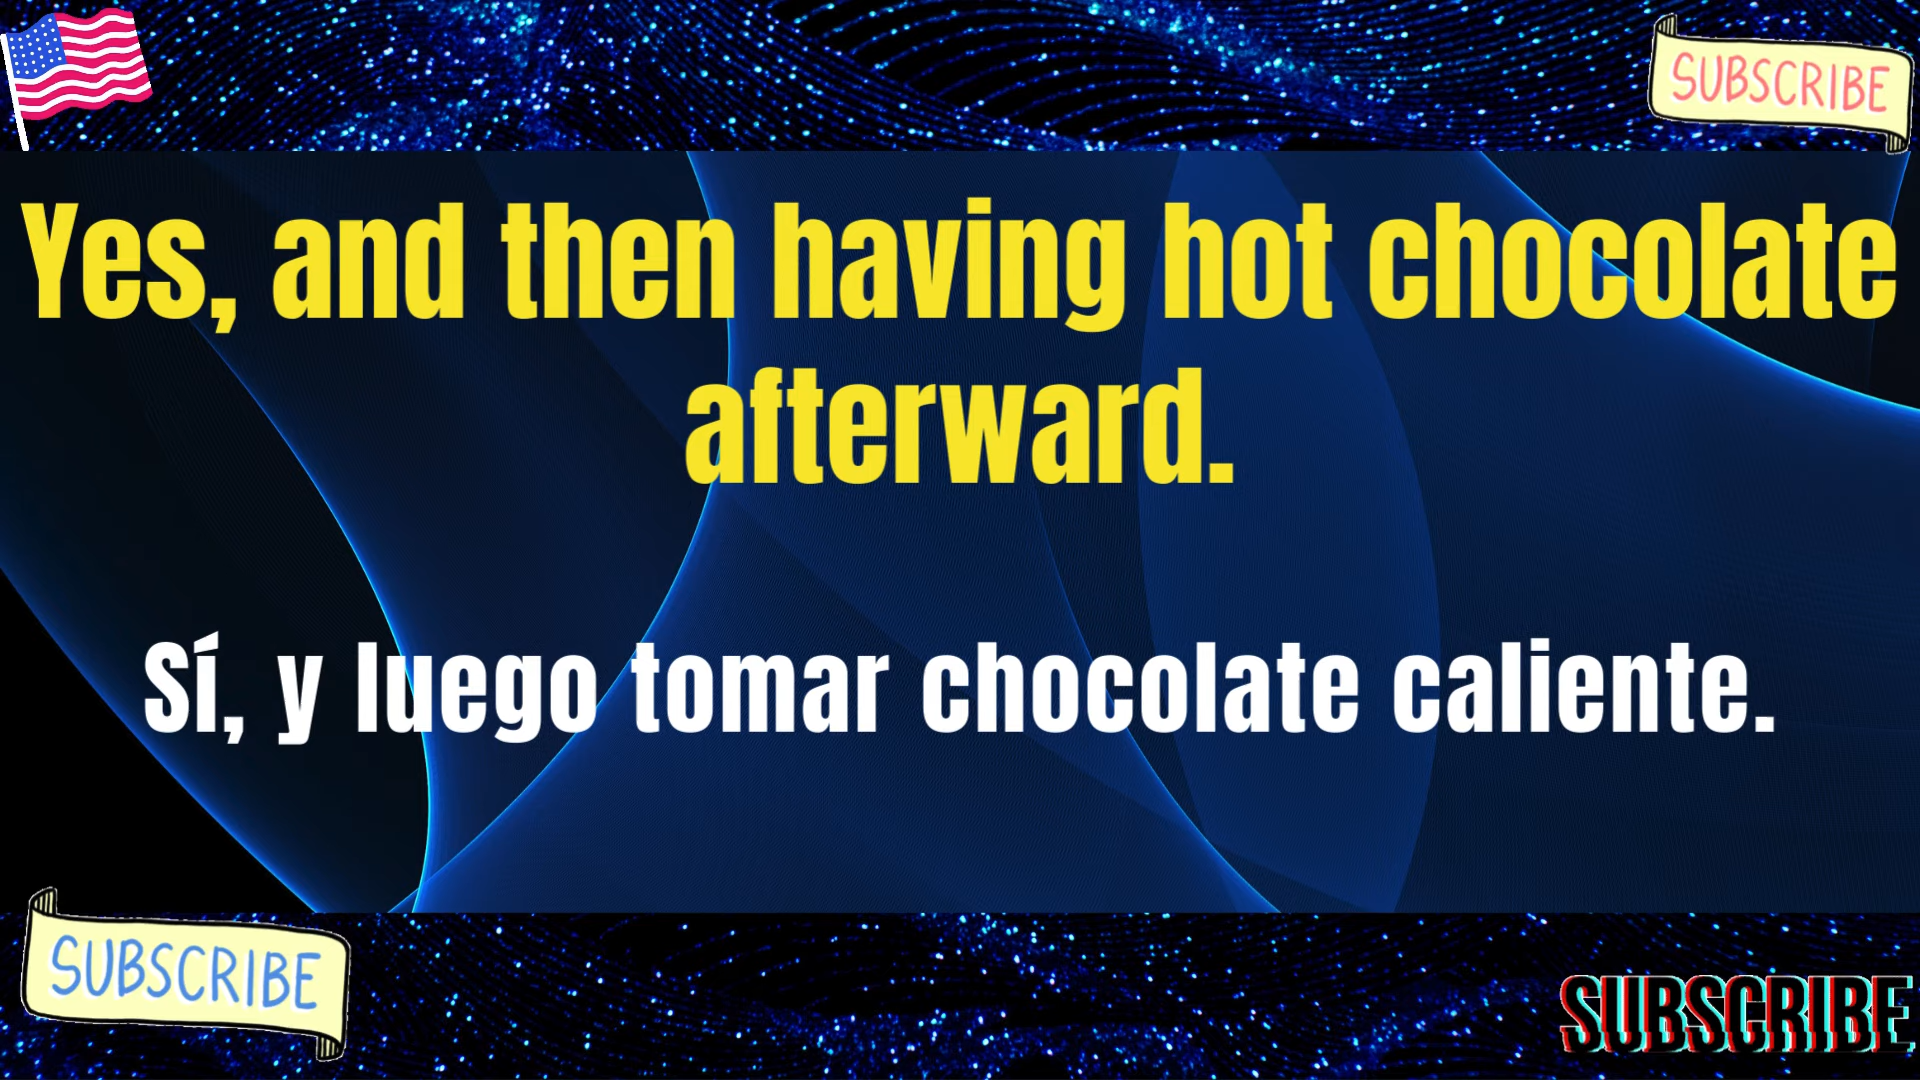 SUBSCRIBE
Yes, and then having hot chocolate
afterward.
Sí, y luego tomar chocolate caliente.
SUBSCRIBE
SUBSCRIBE